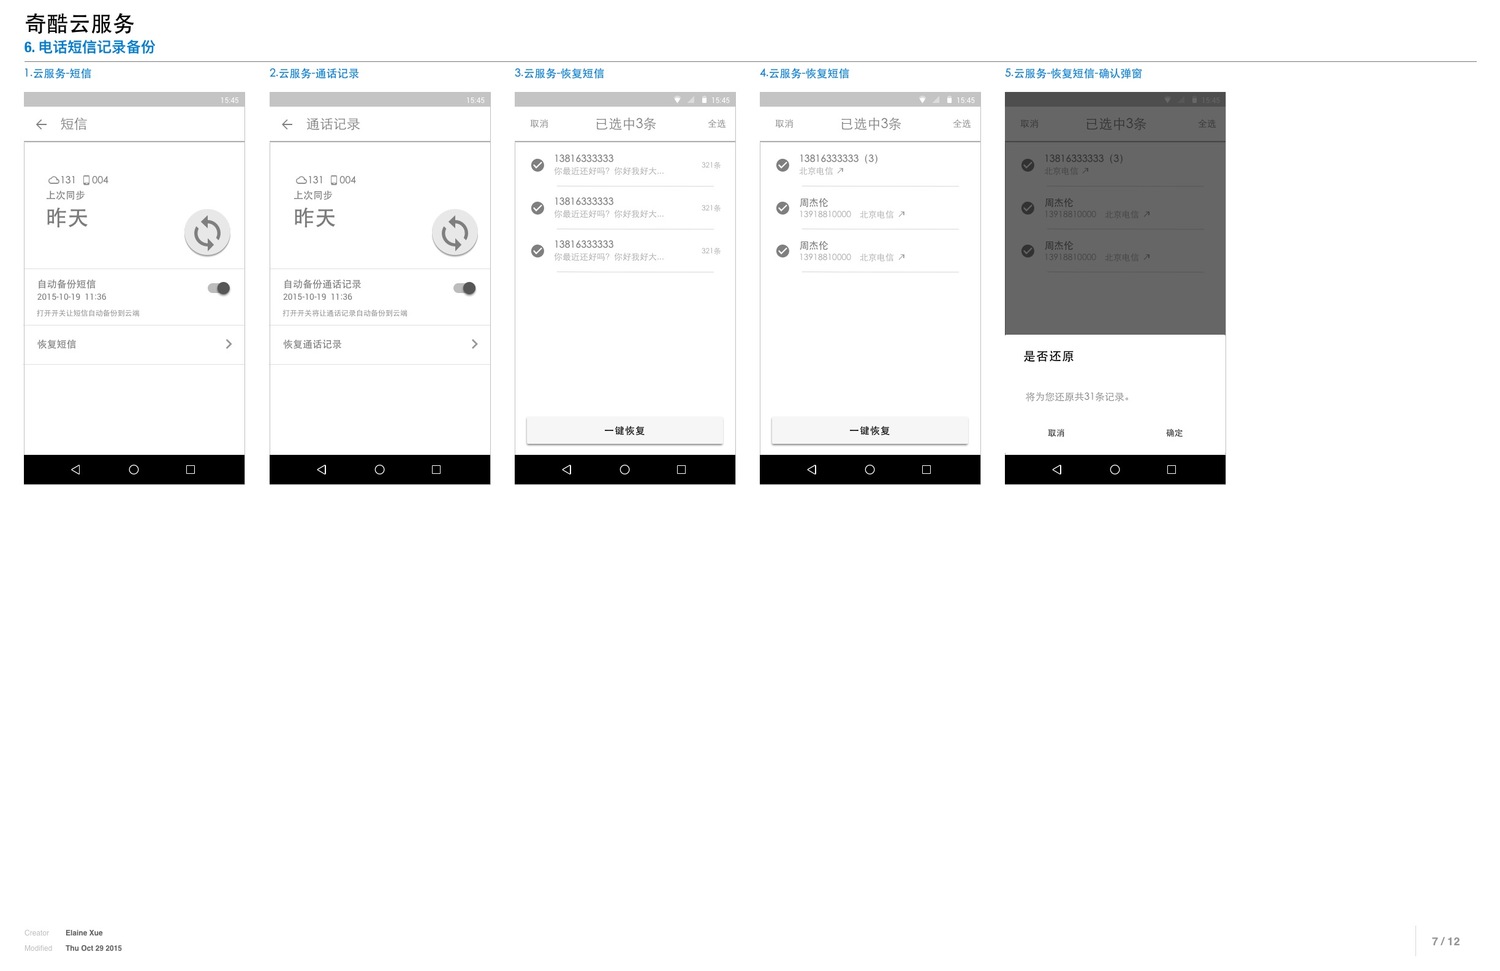 奇酷云服务
6. 电话短信记录备份
1.云服务-短信
15:45
短信
131 004
上次同步
昨天
自动备份短信
2015-10-19 11:36
打开开关让短信自动备份到云端
恢复短信
2.云服务-通话记录
15:45
通话记录
131 004
上次同步
昨天
自动备份通话记录
2015-10-19 11:36
打开开关将让通话记录自动备份到云端
恢复通话记录
3.云服务-恢复短信
15:45
取消 已选中3条 全选
13816333333
你最近还好吗？你好我好大... 321条
13816333333
你最近还好吗？你好我好大... 321条
13816333333
你最近还好吗？你好我好大... 321条
一键恢复
4.云服务-恢复短信
15:45
取消 已选中3条 全选
13816333333（3）
北京电信
周杰伦
13918810000 北京电信
周杰伦
13918810000 北京电信
一键恢复
5.云服务-恢复短信-确认弹窗
15:45
取消 已选中3条 全选
13816333333（3）
北京电信
周杰伦
13918810000 北京电信
周杰伦
13918810000 北京电信
是否还原
将为您还原共31条记录。
取消 确定
Creator Elaine Xue
Modified Thu Oct 29 2015
7 / 12